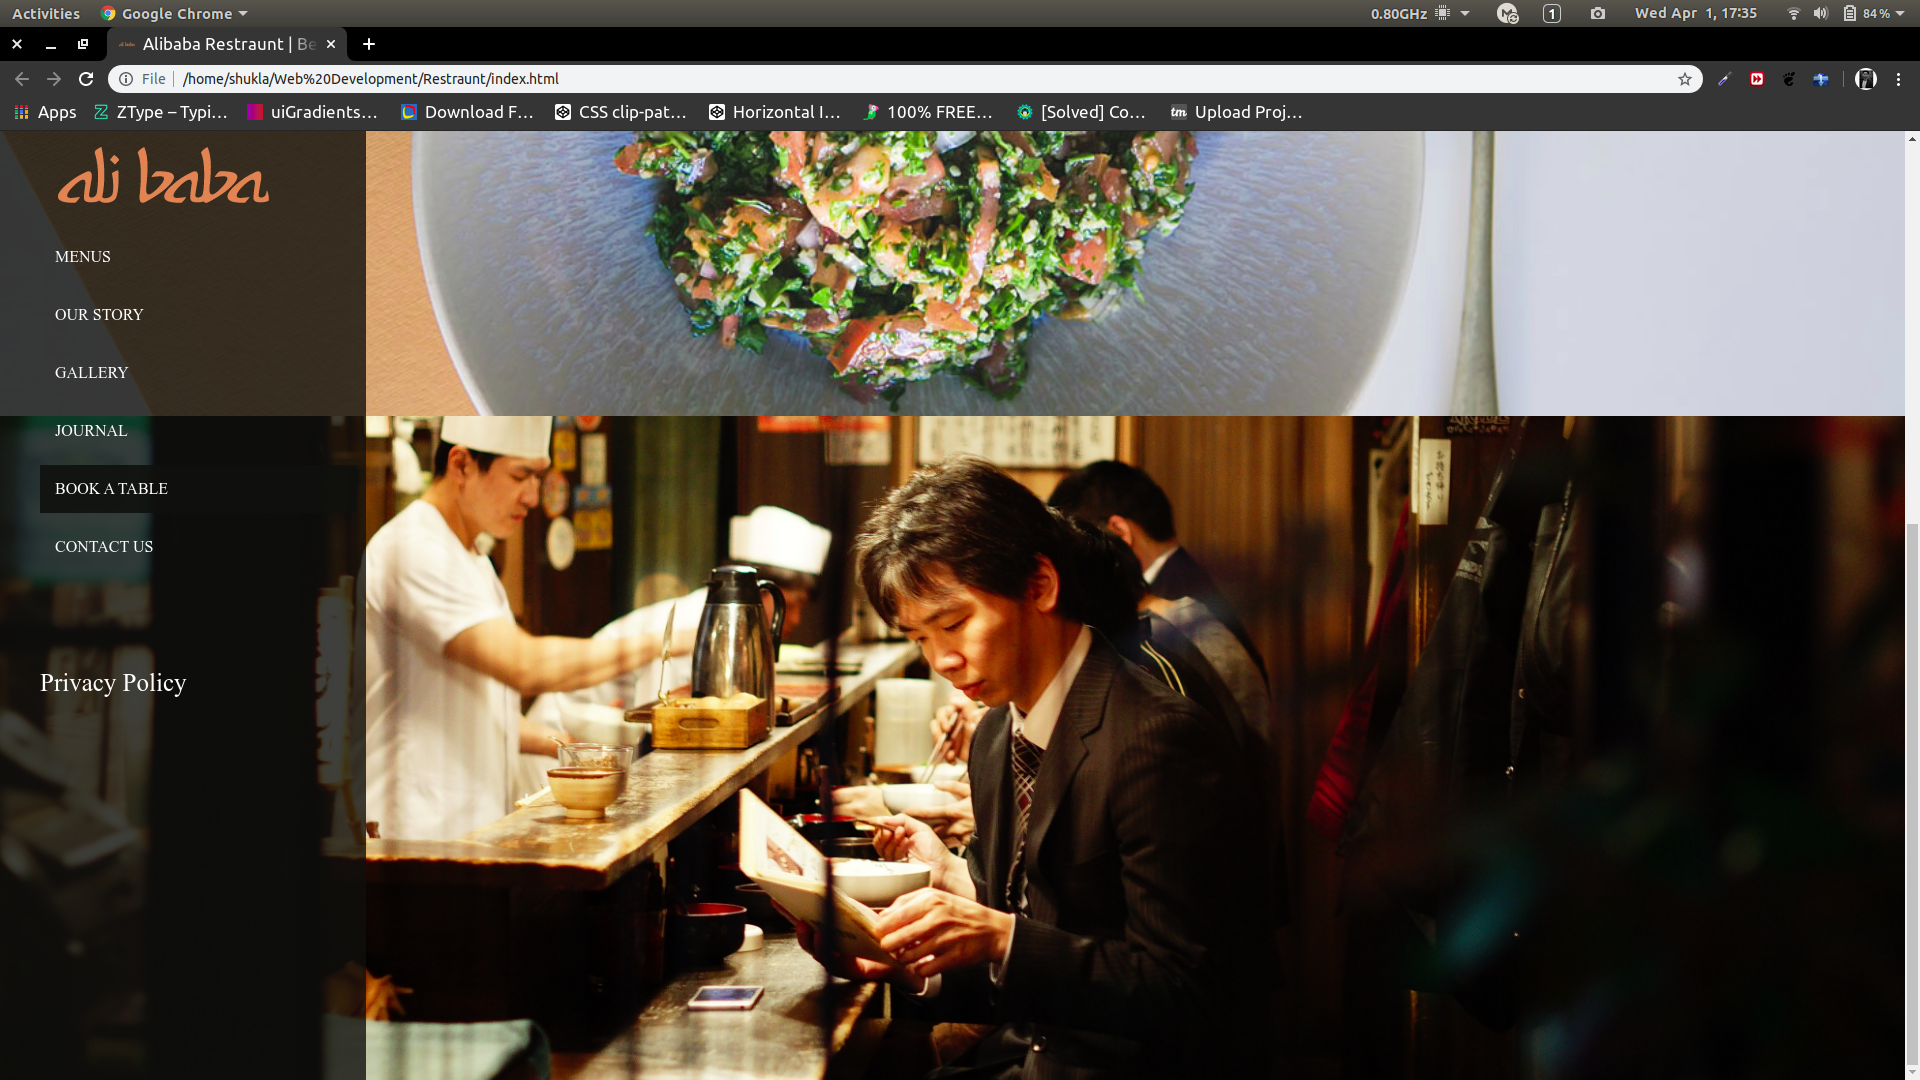 Activities
Google Chrome
0.80GHz
1
Wed Apr 1, 17:35
84%
Alibaba Restraunt | Be
File
/home/shukla/Web%20Development/Restraunt/index.html
Apps
ZType – Typi…
uiGradients…
Download F…
CSS clip-pat…
Horizontal I…
100% FREE…
[Solved] Co…
tm
Upload Proj…
ali baba
MENUS
OUR STORY
GALLERY
JOURNAL
BOOK A TABLE
CONTACT US
Privacy Policy